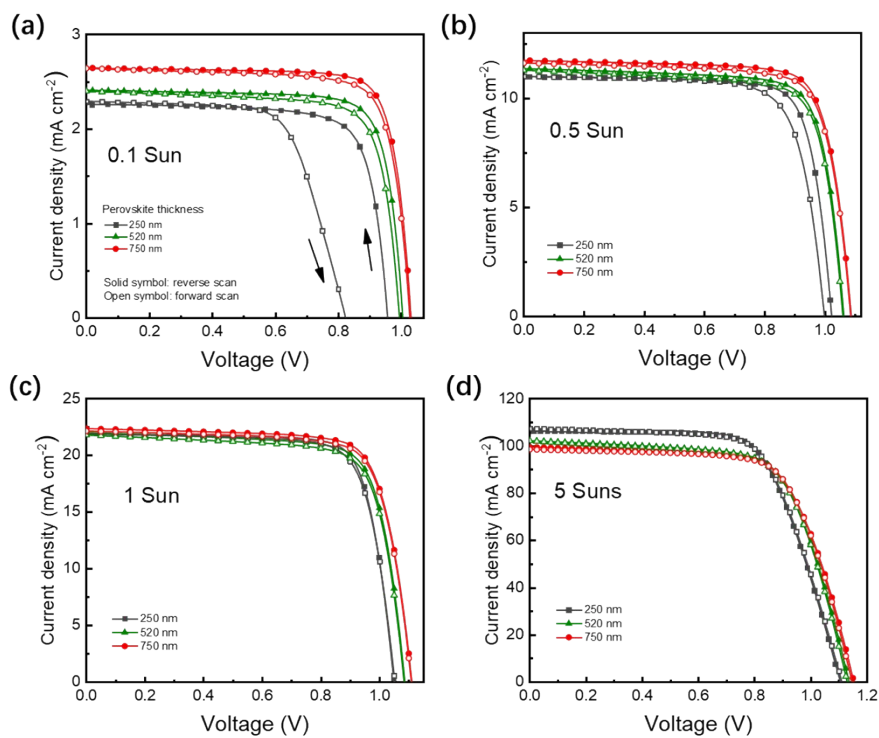 (a)
3
2
1
0
0.0 0.2 0.4 0.6 0.8 1.0
Current density (mA cm⁻²)
Voltage (V)
0.1 Sun
Perovskite thickness
250 nm
520 nm
750 nm
Solid symbol: reverse scan
Open symbol: forward scan
(b)
10
5
0
0.0 0.2 0.4 0.6 0.8 1.0
Current density (mA cm⁻²)
Voltage (V)
0.5 Sun
250 nm
520 nm
750 nm
(c)
25
20
15
10
5
0
0.0 0.2 0.4 0.6 0.8 1.0
Current density (mA cm⁻²)
Voltage (V)
1 Sun
250 nm
520 nm
750 nm
(d)
120
100
80
60
40
20
0
0.0 0.2 0.4 0.6 0.8 1.0 1.2
Current density (mA cm⁻²)
Voltage (V)
5 Suns
250 nm
520 nm
750 nm